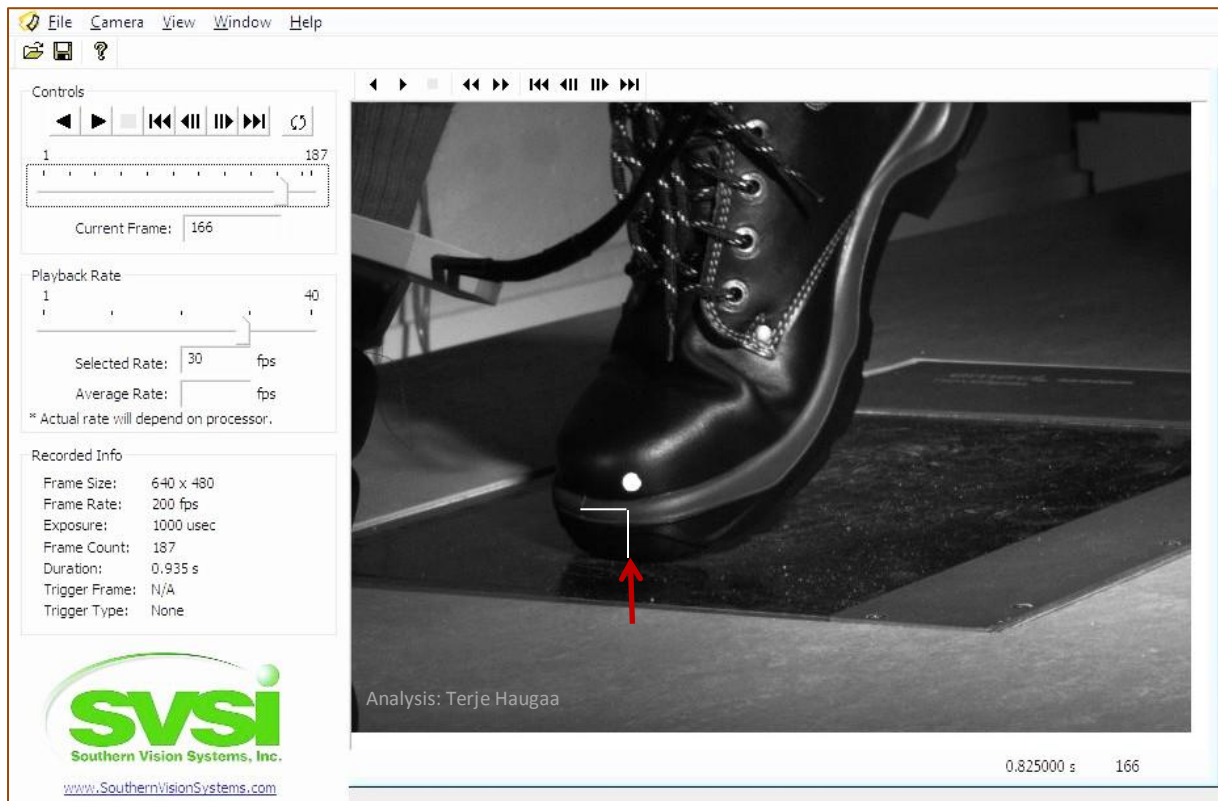 File Camera View Window Help
Controls
1 187
Current Frame: 166
Playback Rate
1 40
Selected Rate: 30 fps
Average Rate: fps
* Actual rate will depend on processor.
Recorded Info
Frame Size: 640 x 480
Frame Rate: 200 fps
Exposure: 1000 usec
Frame Count: 187
Duration: 0.935 s
Trigger Frame: N/A
Trigger Type: None
SVSi
Southern Vision Systems, Inc.
www.SouthernVisionSystems.com
Analysis: Terje Haugaa
0.825000 s 166